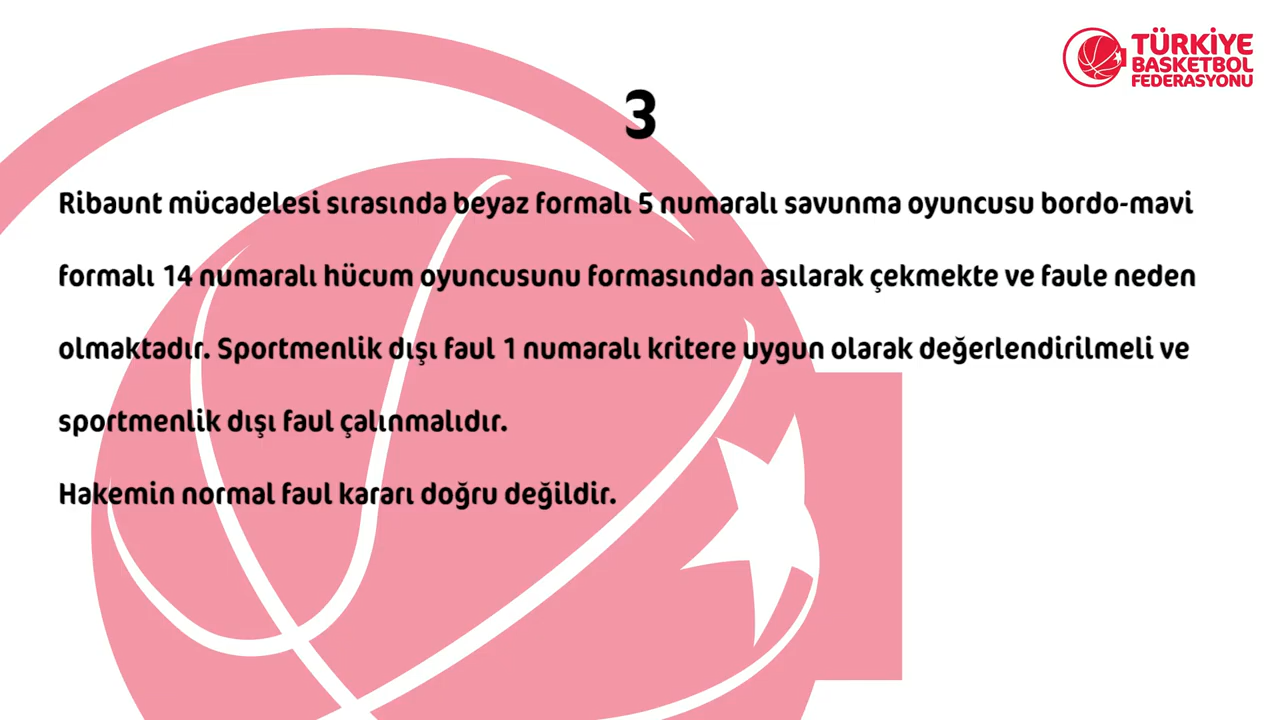 TÜRKİYE
BASKETBOL
FEDERASYONU
3
Ribaunt mücadelesi sırasında beyaz formalı 5 numaralı savunma oyuncusu bordo-mavi
formalı 14 numaralı hücum oyuncusunu formasından asılarak çekmekte ve faule neden
olmaktadır. Sportmenlik dışı faul 1 numaralı kritere uygun olarak değerlendirilmeli ve
sportmenlik dışı faul çalınmalıdır.
Hakemin normal faul kararı doğru değildir.